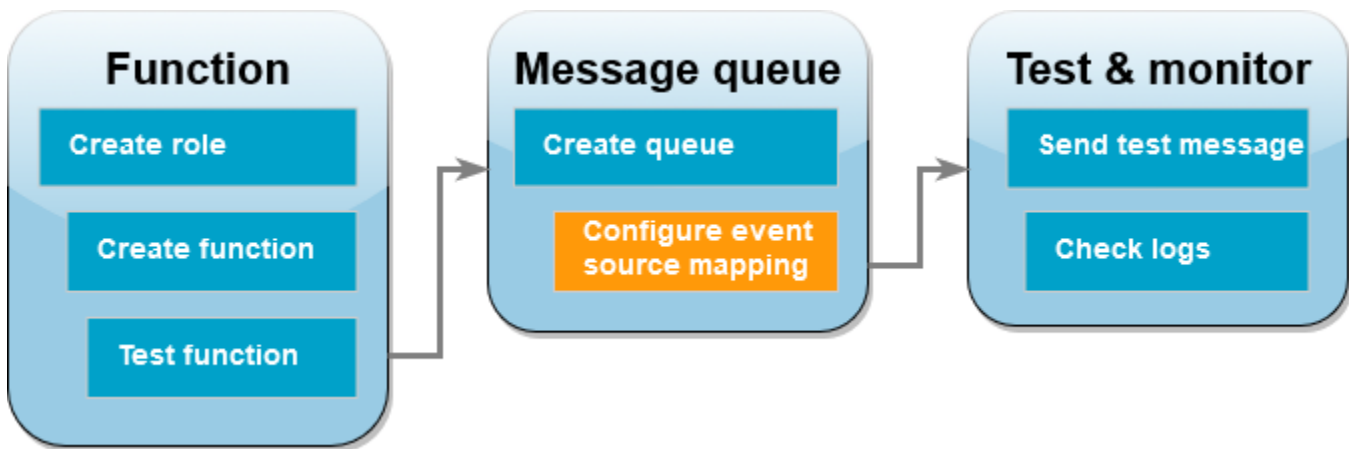 Function
Create role
Create function
Test function
Message queue
Create queue
Configure event
source mapping
Test & monitor
Send test message
Check logs